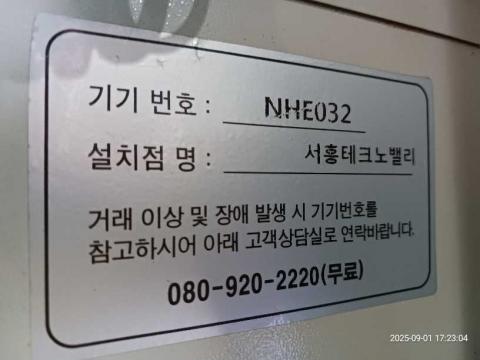 기기 번호 : NHE032
설치점 명 : 서홍테크노밸리
거래 이상 및 장애 발생 시 기기번호를
참고하시어 아래 고객상담실로 연락바랍니다.
080-920-2220(무료)
2025-09-01 17:23:04